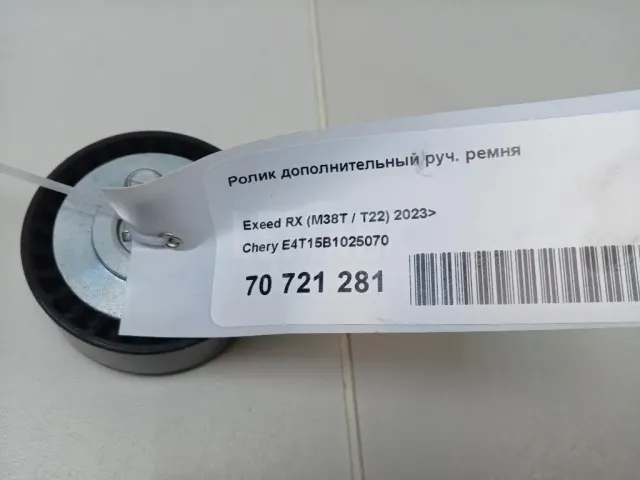 Ролик дополнительный руч. ремня
Exeed RX (M38T / T22) 2023>
Chery E4T15B1025070
70 721 281